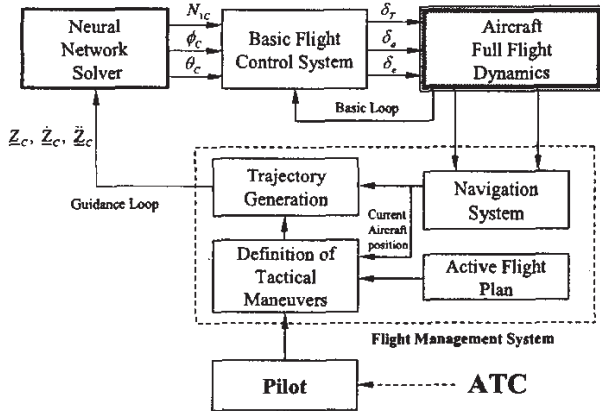 Neural
Network
Solver
N₁C
ϕC
θC
Basic Flight
Control System
δT
δa
δe
Aircraft
Full Flight
Dynamics
Basic Loop
Z̲C, Ż̲C, Z̲̈C
Guidance Loop
Trajectory
Generation
Current
Aircraft
position
Navigation
System
Definition of
Tactical
Maneuvers
Active Flight
Plan
Flight Management System
Pilot
ATC